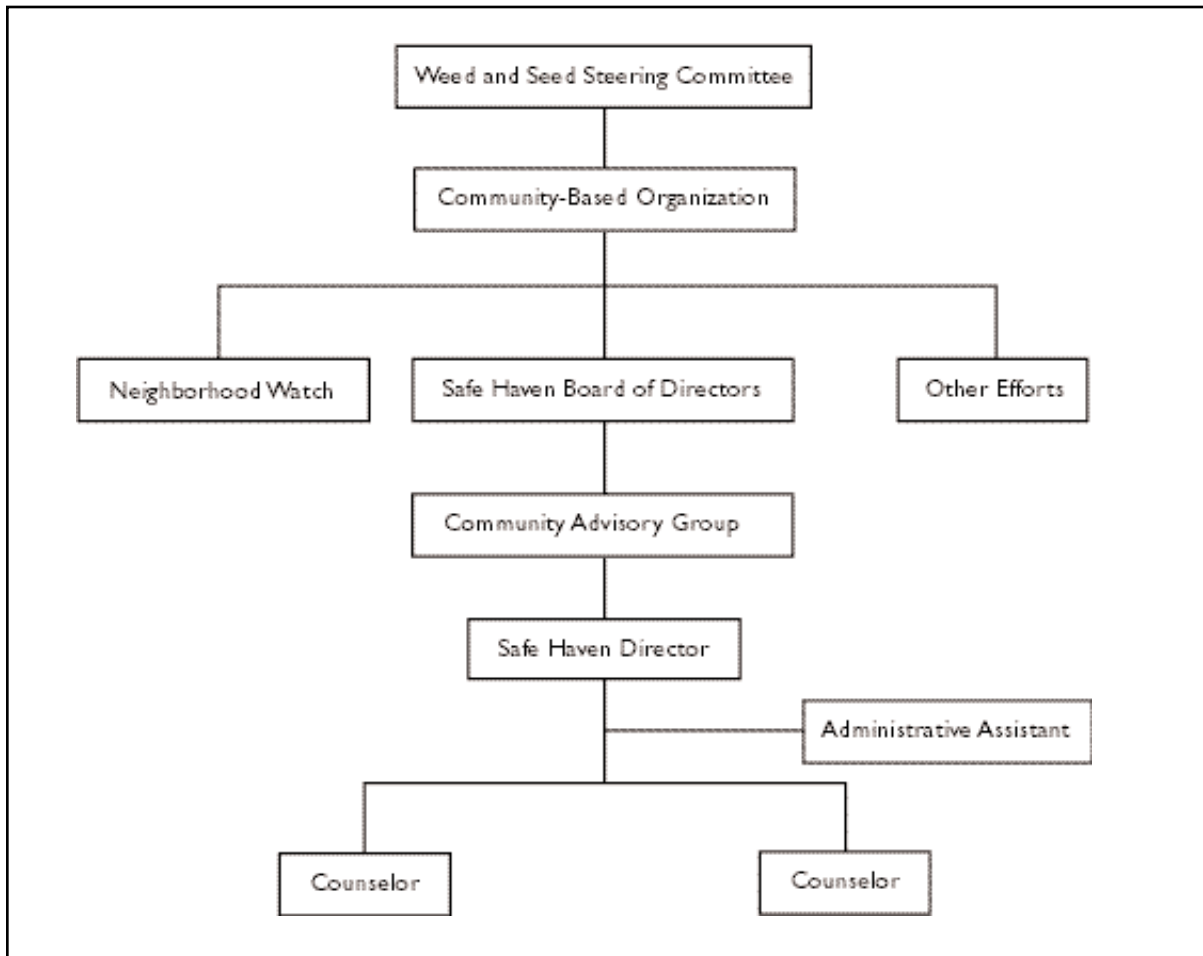 Weed and Seed Steering Committee
Community-Based Organization
Neighborhood Watch
Safe Haven Board of Directors
Other Efforts
Community Advisory Group
Safe Haven Director
Administrative Assistant
Counselor
Counselor